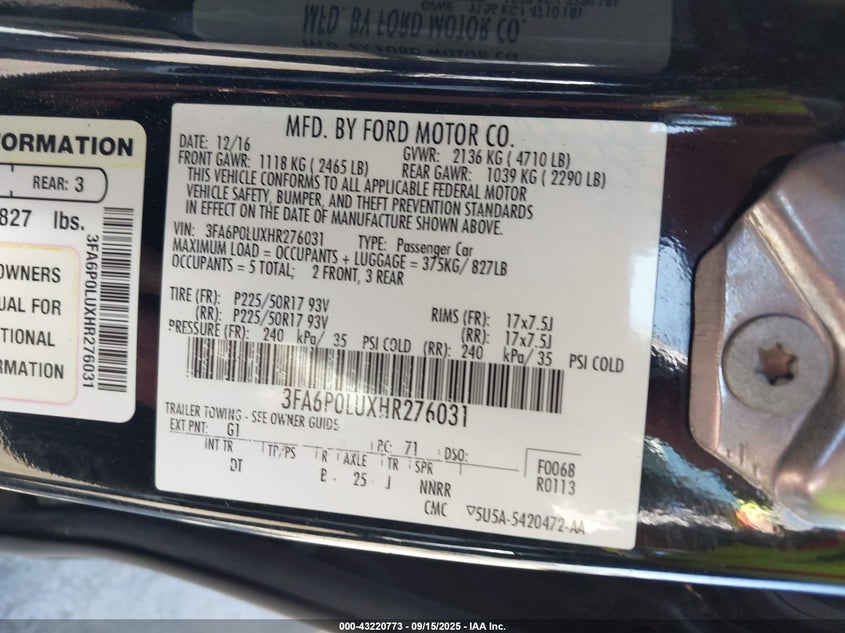 MFD. BY FORD MOTOR CO.
FORMATION
REAR: 3
827 lbs.
3FA6P0LUXHR276031
OWNERS
UAL FOR
TIONAL
RMATION
MFD. BY FORD MOTOR CO.
DATE: 12/16 GVWR: 2136 KG ( 4710 LB)
FRONT GAWR: 1118 KG ( 2465 LB) REAR GAWR: 1039 KG ( 2290 LB)
THIS VEHICLE CONFORMS TO ALL APPLICABLE FEDERAL MOTOR
VEHICLE SAFETY, BUMPER, AND THEFT PREVENTION STANDARDS
IN EFFECT ON THE DATE OF MANUFACTURE SHOWN ABOVE.
VIN: 3FA6P0LUXHR276031 TYPE: Passenger Car
MAXIMUM LOAD = OCCUPANTS + LUGGAGE = 375KG/ 827LB
OCCUPANTS = 5 TOTAL; 2 FRONT, 3 REAR
TIRE (FR): P225/50R17 93V RIMS (FR): 17x7.5J
(RR): P225/50R17 93V (RR): 17x7.5J
PRESSURE (FR): 240 kPa/ 35 PSI COLD (RR): 240 kPa/ 35 PSI COLD
3FA6P0LUXHR276031
TRAILER TOWING - SEE OWNER GUIDE
EXT PNT: G1 RC: 71 DSO:
INT TR TP/PS R AXLE TR SPR
DT B 25 J NNRR
CMC
F0068
R0113
5U5A-5420472-AA
000-43220773 - 09/15/2025 - IAA Inc.